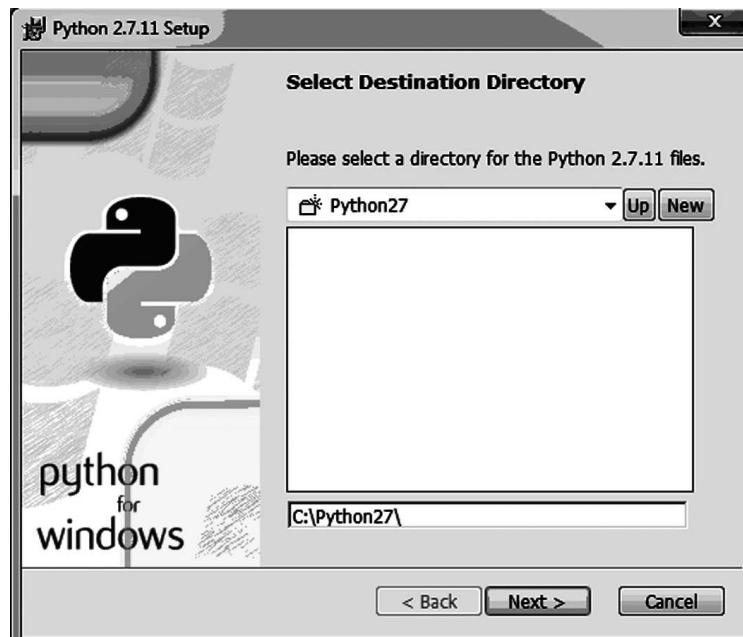 Python 2.7.11 Setup
x
Select Destination Directory
Please select a directory for the Python 2.7.11 files.
Python27
Up
New
C:\Python27\
python
for
windows
< Back
Next >
Cancel